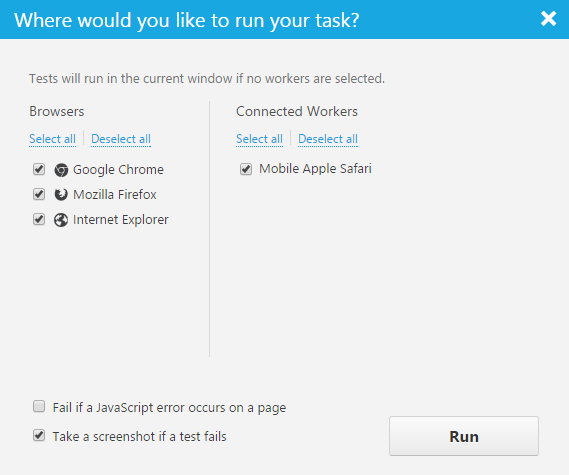 Where would you like to run your task?
Tests will run in the current window if no workers are selected.
Browsers
Select all Deselect all
Google Chrome
Mozilla Firefox
Internet Explorer
Connected Workers
Select all Deselect all
Mobile Apple Safari
Fail if a JavaScript error occurs on a page
Take a screenshot if a test fails
Run